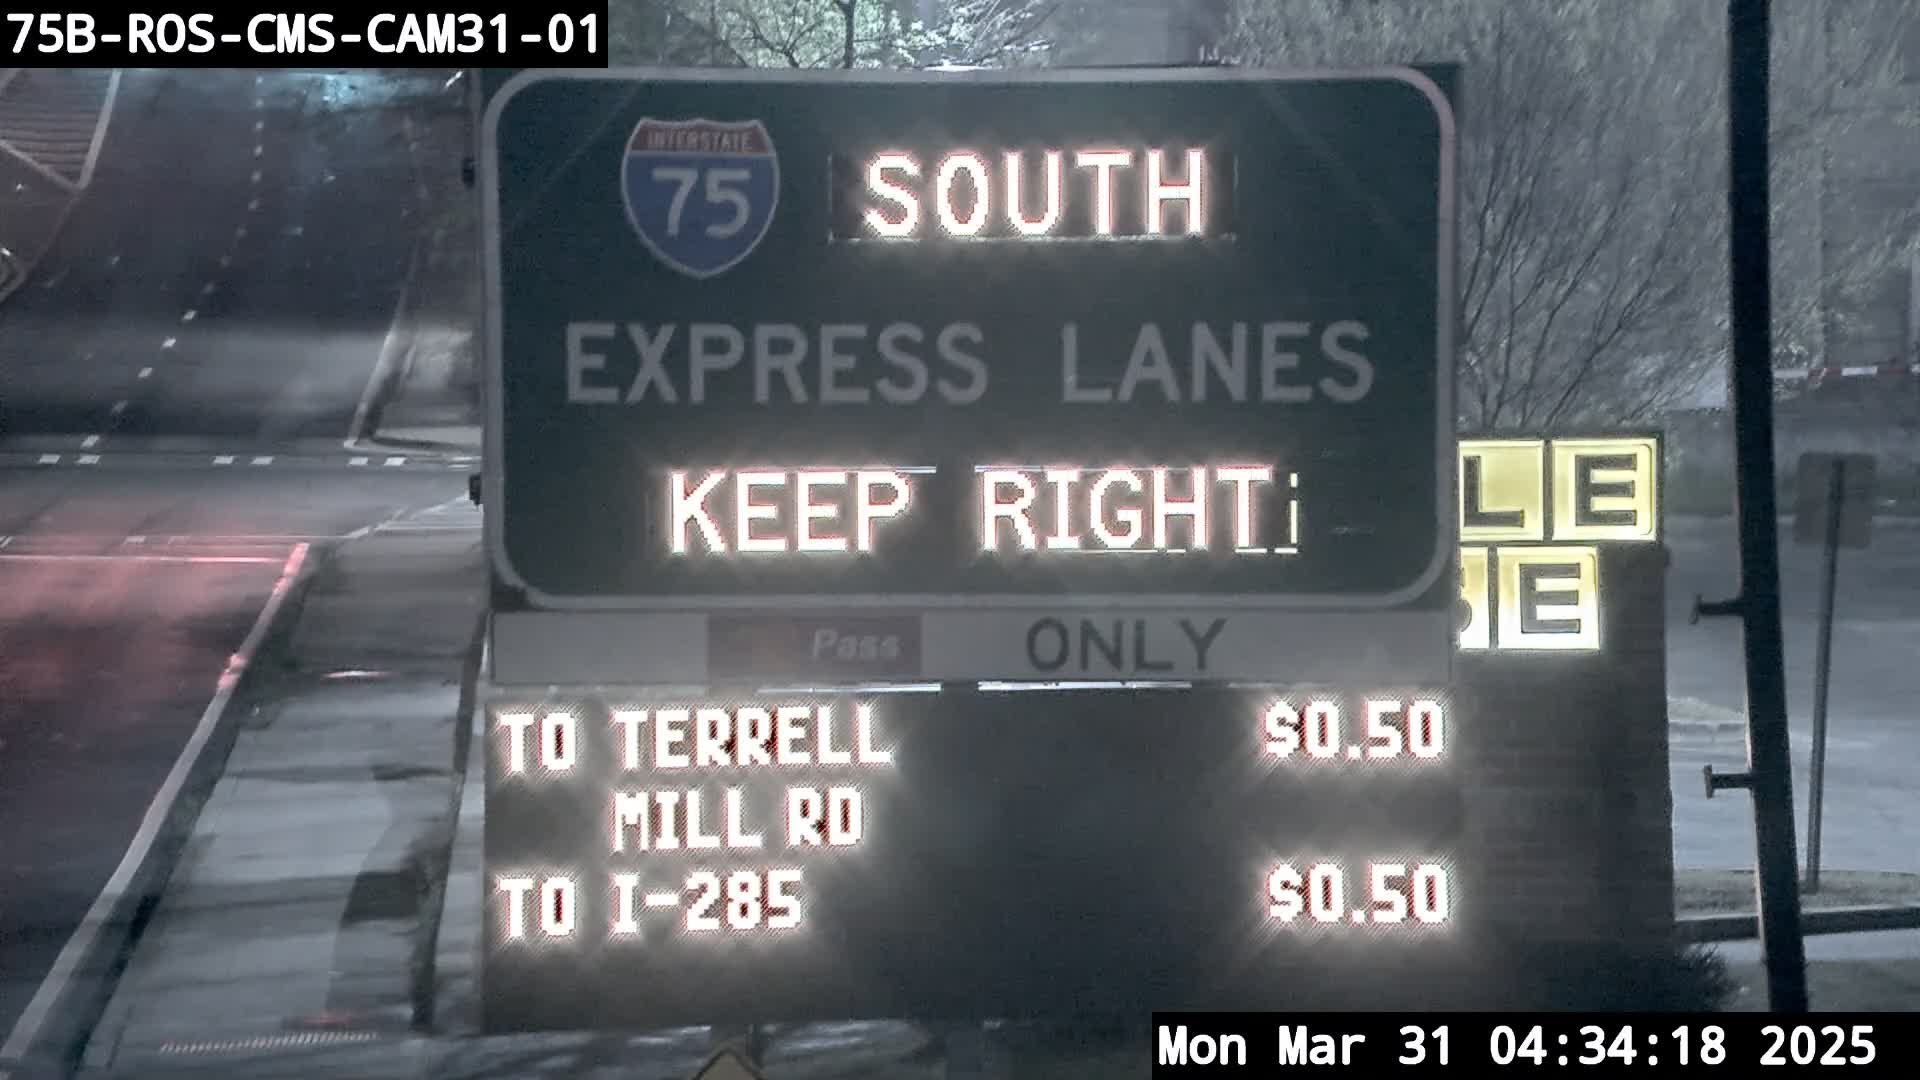 75B-ROS-CMS-CAM31-01
INTERSTATE
75
SOUTH
EXPRESS LANES
KEEP RIGHT
Pass ONLY
TO TERRELL $0.50
MILL RD
TO I-285 $0.50
LE
E
Mon Mar 31 04:34:18 2025